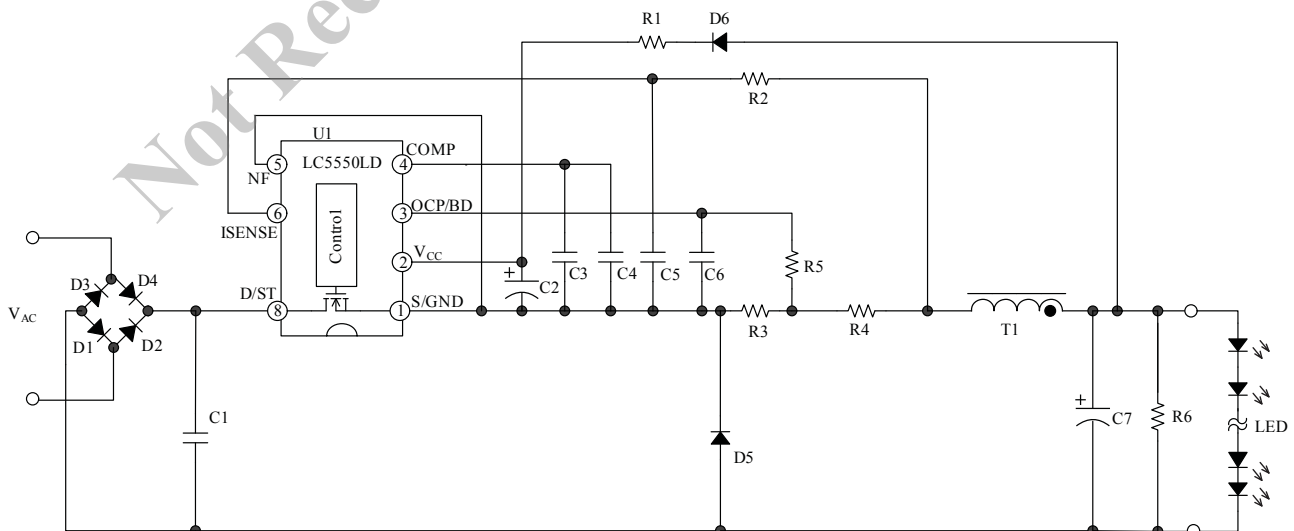 Not Rec
R1
D6
R2
U1
LC5550LD
COMP
5
4
NF
OCP/BD
6
3
ISENSE
Control
VCC
2
D/ST
S/GND
8
1
VAC
D3
D4
D1
D2
C1
C2
C3
C4
C5
C6
R5
R3
R4
T1
D5
C7
R6
LED